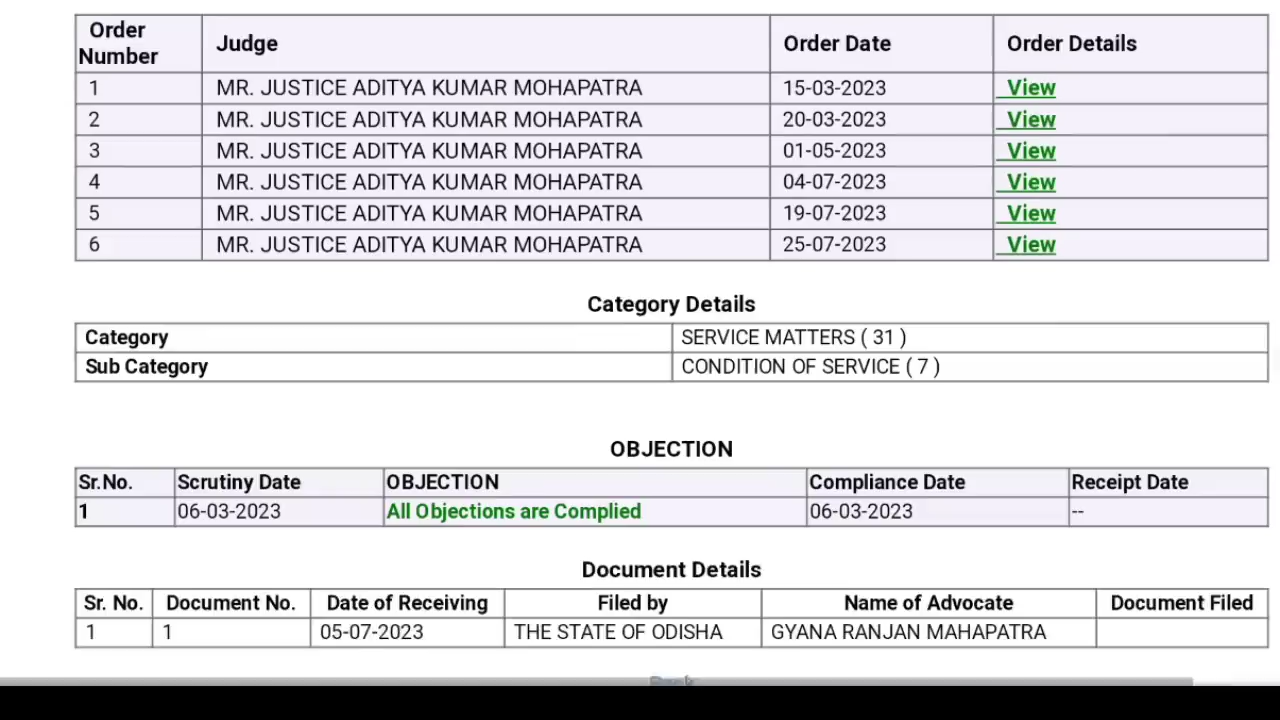 Order Number Judge Order Date Order Details
1 MR. JUSTICE ADITYA KUMAR MOHAPATRA 15-03-2023 View
2 MR. JUSTICE ADITYA KUMAR MOHAPATRA 20-03-2023 View
3 MR. JUSTICE ADITYA KUMAR MOHAPATRA 01-05-2023 View
4 MR. JUSTICE ADITYA KUMAR MOHAPATRA 04-07-2023 View
5 MR. JUSTICE ADITYA KUMAR MOHAPATRA 19-07-2023 View
6 MR. JUSTICE ADITYA KUMAR MOHAPATRA 25-07-2023 View
Category Details
Category SERVICE MATTERS ( 31 )
Sub Category CONDITION OF SERVICE ( 7 )
OBJECTION
Sr.No. Scrutiny Date OBJECTION Compliance Date Receipt Date
1 06-03-2023 All Objections are Complied 06-03-2023 --
Document Details
Sr. No. Document No. Date of Receiving Filed by Name of Advocate Document Filed
1 1 05-07-2023 THE STATE OF ODISHA GYANA RANJAN MAHAPATRA